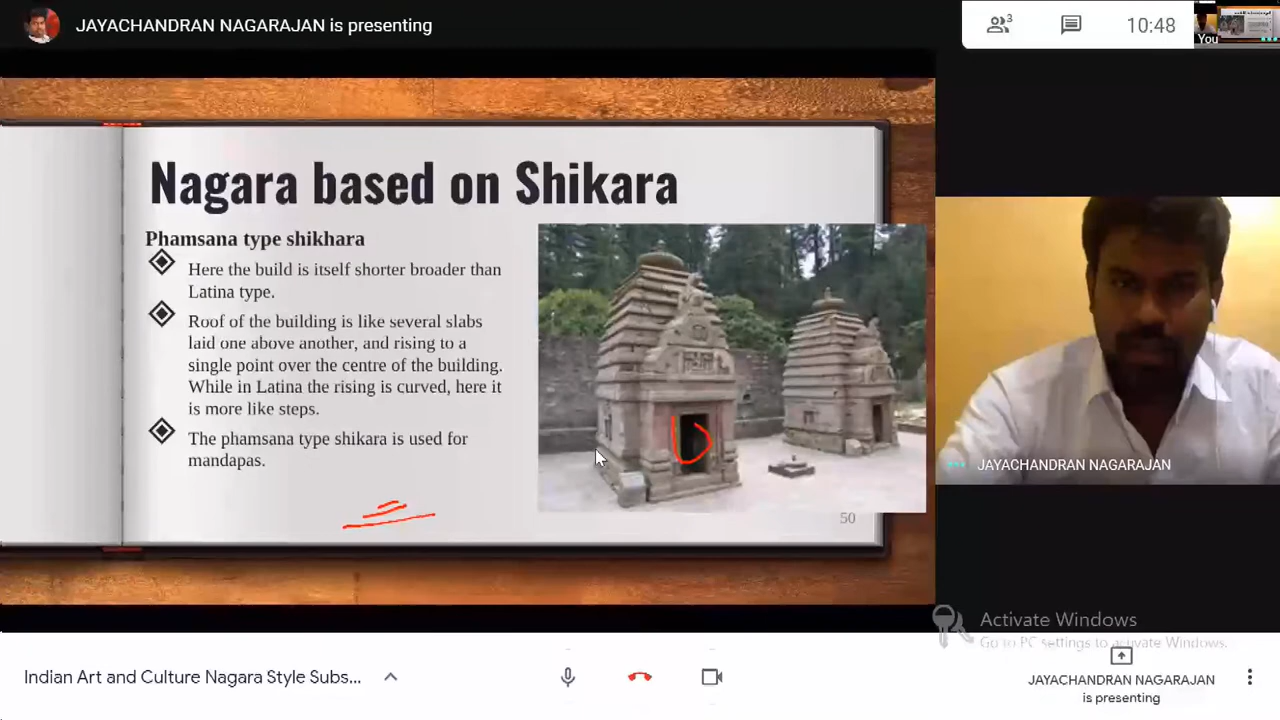 JAYACHANDRAN NAGARAJAN is presenting
3
10:48
You
Nagara based on Shikara
Phamsana type shikhara
Here the build is itself shorter broader than
Latina type.
Roof of the building is like several slabs
laid one above another, and rising to a
single point over the centre of the building.
While in Latina the rising is curved, here it
is more like steps.
The phamsana type shikara is used for
mandapas.
50
JAYACHANDRAN NAGARAJAN
Activate Windows
Go to PC settings to activate Windows.
Indian Art and Culture Nagara Style Subs...
JAYACHANDRAN NAGARAJAN
is presenting